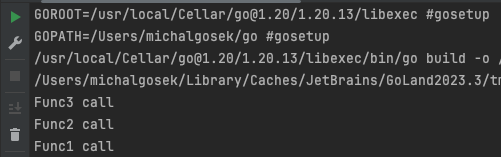 GOROOT=/usr/local/Cellar/go@1.20/1.20.13/libexec #gosetup
GOPATH=/Users/michalgosek/go #gosetup
/usr/local/Cellar/go@1.20/1.20.13/libexec/bin/go build -o /
/Users/michalgosek/Library/Caches/JetBrains/GoLand2023.3/tm
Func3 call
Func2 call
Func1 call